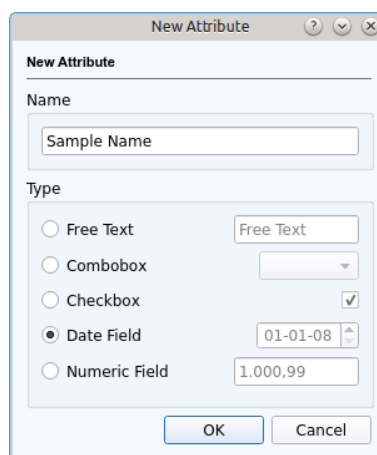 New Attribute
New Attribute
Name
Sample Name
Type
Free Text Free Text
Combobox
Checkbox
Date Field 01-01-08
Numeric Field 1.000,99
OK Cancel